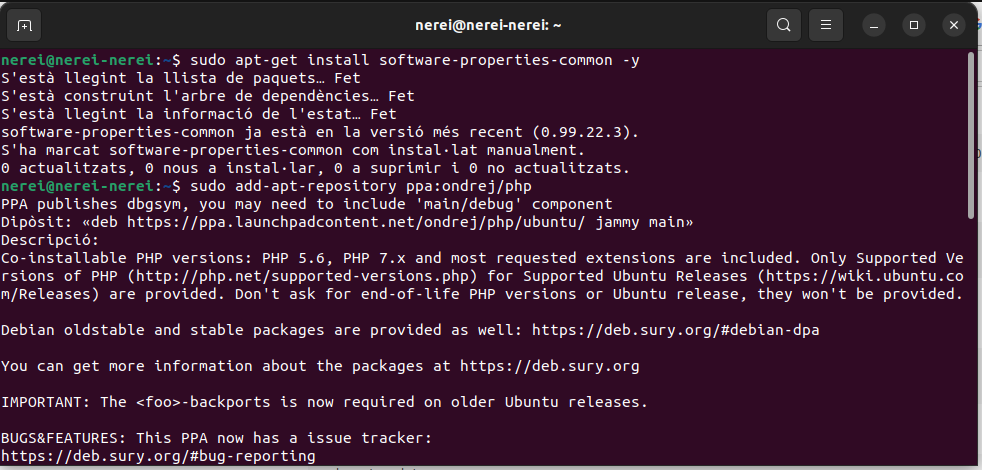 nerei@nerei-nerei: ~
nerei@nerei-nerei:~$ sudo apt-get install software-properties-common -y
S'està llegint la llista de paquets… Fet
S'està construint l'arbre de dependències… Fet
S'està llegint la informació de l'estat… Fet
software-properties-common ja està en la versió més recent (0.99.22.3).
S'ha marcat software-properties-common com instal·lat manualment.
0 actualitzats, 0 nous a instal·lar, 0 a suprimir i 0 no actualitzats.
nerei@nerei-nerei:~$ sudo add-apt-repository ppa:ondrej/php
PPA publishes dbgsym, you may need to include 'main/debug' component
Dipòsit: «deb https://ppa.launchpadcontent.net/ondrej/php/ubuntu/ jammy main»
Descripció:
Co-installable PHP versions: PHP 5.6, PHP 7.x and most requested extensions are included. Only Supported Ve
rsions of PHP (http://php.net/supported-versions.php) for Supported Ubuntu Releases (https://wiki.ubuntu.co
m/Releases) are provided. Don't ask for end-of-life PHP versions or Ubuntu release, they won't be provided.
Debian oldstable and stable packages are provided as well: https://deb.sury.org/#debian-dpa
You can get more information about the packages at https://deb.sury.org
IMPORTANT: The <foo>-backports is now required on older Ubuntu releases.
BUGS&FEATURES: This PPA now has a issue tracker:
https://deb.sury.org/#bug-reporting